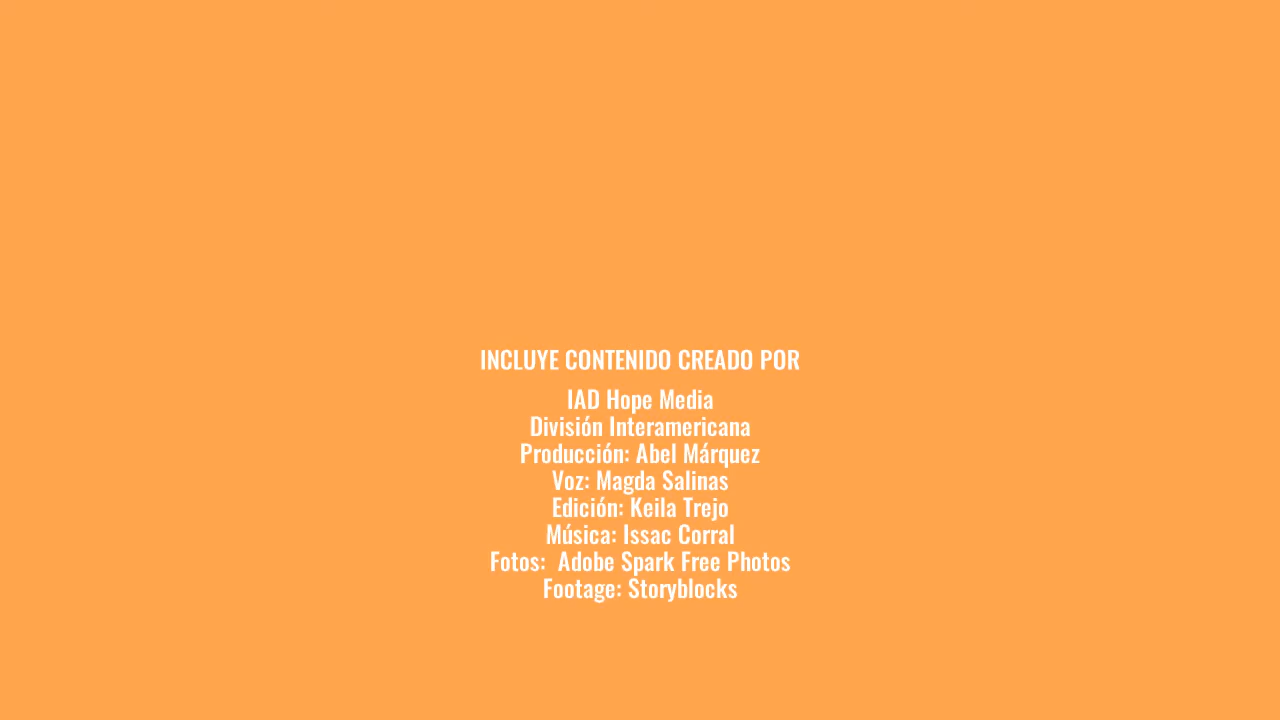 INCLUYE CONTENIDO CREADO POR
IAD Hope Media
División Interamericana
Producción: Abel Márquez
Voz: Magda Salinas
Edición: Keila Trejo
Música: Issac Corral
Fotos:  Adobe Spark Free Photos
Footage: Storyblocks